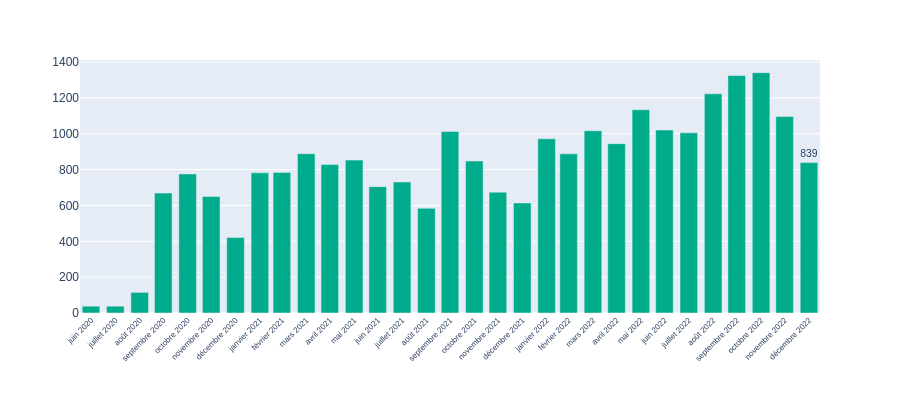 1400
1200
1000
800
600
400
200
0
839
juin 2020
juillet 2020
août 2020
septembre 2020
octobre 2020
novembre 2020
décembre 2020
janvier 2021
février 2021
mars 2021
avril 2021
mai 2021
juin 2021
juillet 2021
août 2021
septembre 2021
octobre 2021
novembre 2021
décembre 2021
janvier 2022
février 2022
mars 2022
avril 2022
mai 2022
juin 2022
juillet 2022
août 2022
septembre 2022
octobre 2022
novembre 2022
décembre 2022